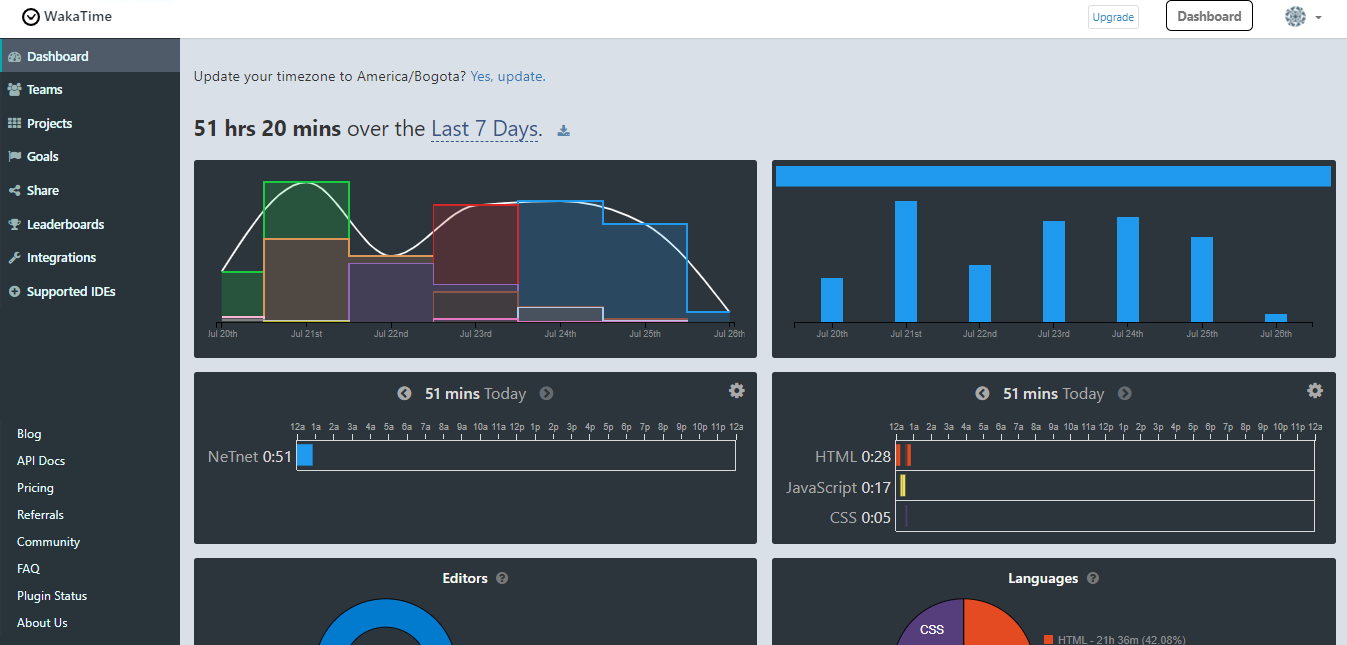 WakaTime
Upgrade
Dashboard
Dashboard
Teams
Projects
Goals
Share
Leaderboards
Integrations
Supported IDEs
Blog
API Docs
Pricing
Referrals
Community
FAQ
Plugin Status
About Us
Update your timezone to America/Bogota? Yes, update.
51 hrs 20 mins over the Last 7 Days.
Jul 20th Jul 21st Jul 22nd Jul 23rd Jul 24th Jul 25th Jul 26th
Jul 20th Jul 21st Jul 22nd Jul 23rd Jul 24th Jul 25th Jul 26th
51 mins Today
12a 1a 2a 3a 4a 5a 6a 7a 8a 9a 10a 11a 12p 1p 2p 3p 4p 5p 6p 7p 8p 9p 10p 11p 12a
NeTnet 0:51
51 mins Today
12a 1a 2a 3a 4a 5a 6a 7a 8a 9a 10a 11a 12p 1p 2p 3p 4p 5p 6p 7p 8p 9p 10p 11p 12a
HTML 0:28
JavaScript 0:17
CSS 0:05
Editors ?
Languages ?
CSS
HTML - 21h 36m (42.08%)